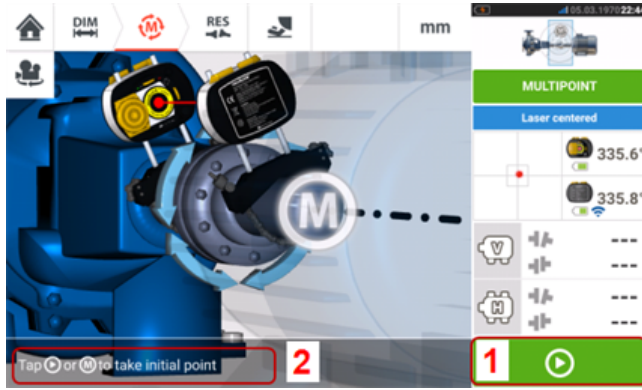 DIM
M
RES
mm
05.03.1970 22:44
MULTIPOINT
Laser centered
335.6°
335.8°
M
V
---
---
H
---
---
Tap or M to take initial point
2
1